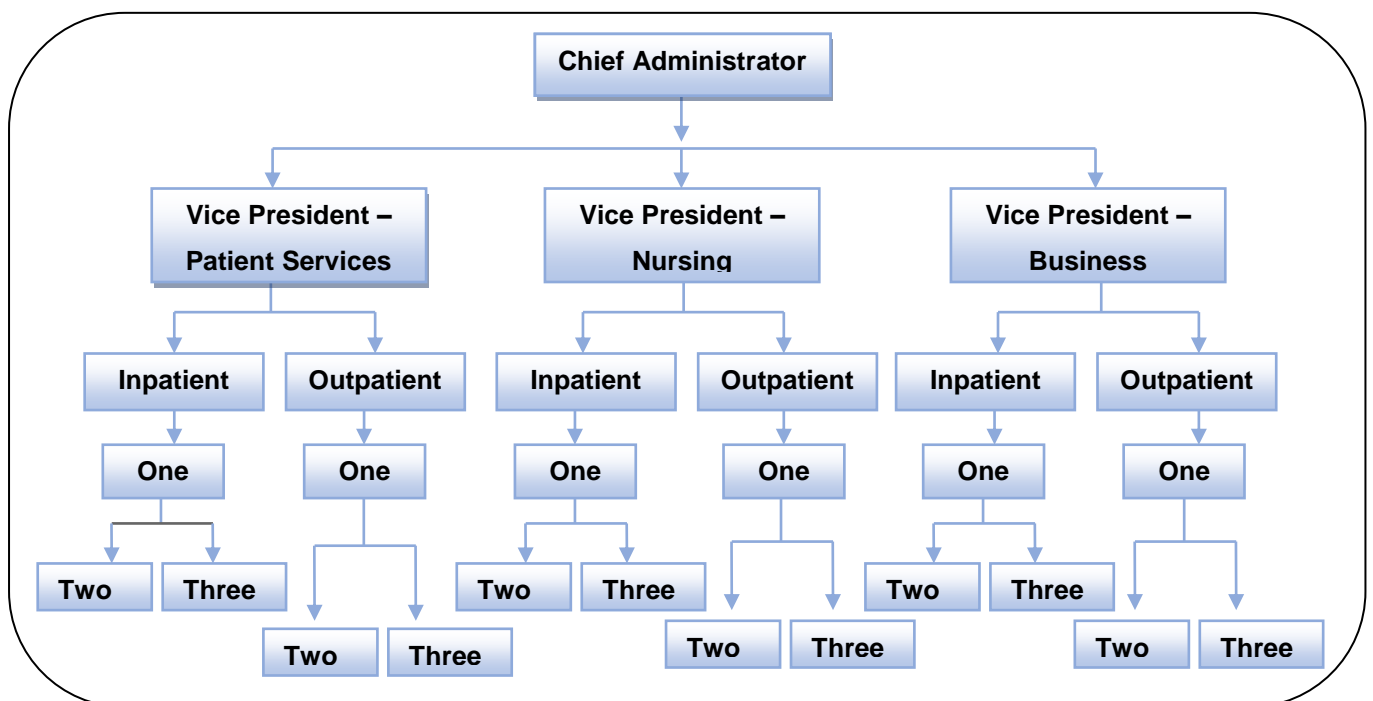 Chief Administrator
Vice President –
Patient Services
Vice President –
Nursing
Vice President –
Business
Inpatient
Outpatient
Inpatient
Outpatient
Inpatient
Outpatient
One
One
One
One
One
One
Two
Three
Two
Three
Two
Three
Two
Three
Two
Three
Two
Three